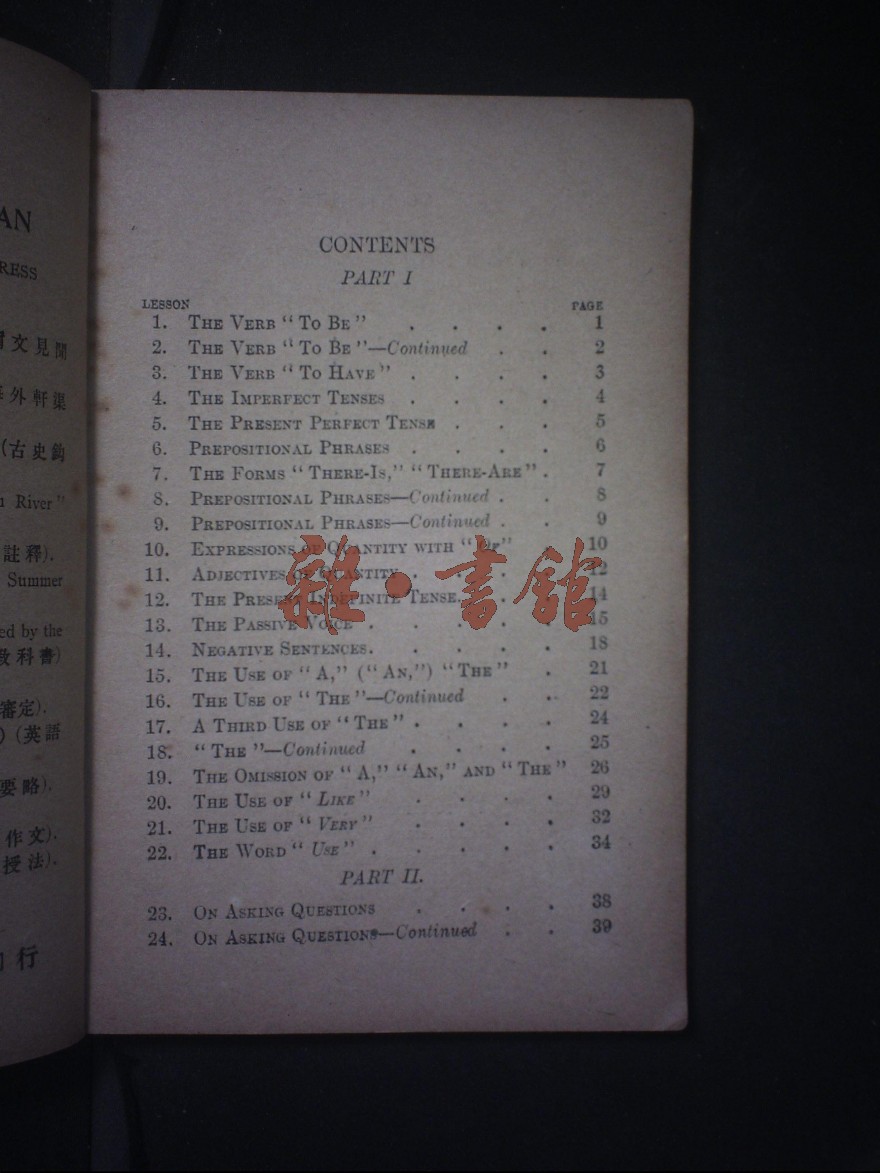 AN
RESS
文見聞
外軒渠
(古史鈎
River"
註釋).
Summer
ed by the
教科書)
審定).
) (英語
要略).
作文).
授法).
行
CONTENTS
PART I
LESSON PAGE
1. THE VERB "TO BE" . . . . 1
2. THE VERB "TO BE"—Continued . . 2
3. THE VERB "TO HAVE" . . . . 3
4. THE IMPERFECT TENSES . . . . 4
5. THE PRESENT PERFECT TENSE . . . 5
6. PREPOSITIONAL PHRASES . . . . 6
7. THE FORMS "THERE-IS," "THERE-ARE" . 7
8. PREPOSITIONAL PHRASES—Continued . . 8
9. PREPOSITIONAL PHRASES—Continued . . 9
10. EXPRESSIONS OF QUANTITY WITH "OF" . 10
11. ADJECTIVES OF QUANTITY . . . . 12
12. THE PRESENT INDEFINITE TENSE. . . 14
13. THE PASSIVE VOICE . . . . 15
14. NEGATIVE SENTENCES. . . . . 18
15. THE USE OF "A," ("AN,") "THE" . 21
16. THE USE OF "THE"—Continued . . 22
17. A THIRD USE OF "THE" . . . . 24
18. "THE"—Continued . . . . 25
19. THE OMISSION OF "A," "AN," AND "THE" 26
20. THE USE OF "LIKE" . . . . 29
21. THE USE OF "VERY" . . . . 32
22. THE WORD "USE" . . . . . 34
PART II.
23. ON ASKING QUESTIONS . . . . 38
24. ON ASKING QUESTIONS—Continued . . 39
雜·書館